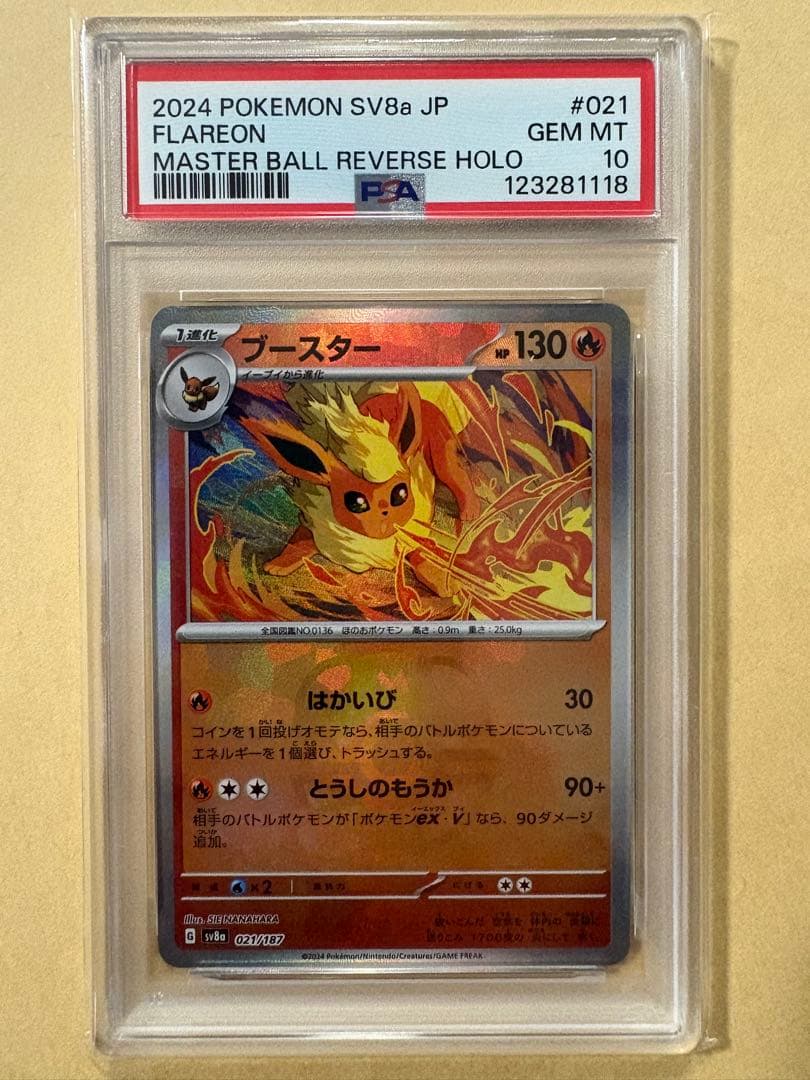 2024 POKEMON SV8a JP #021
FLAREON GEM MT
MASTER BALL REVERSE HOLO 10
PSA 123281118
1進化 ブースター HP 130
イーブイから進化
全国図鑑NO.0136 ほのおポケモン 高さ:0.9m 重さ:25.0kg
はかいび 30
コインを1回投げオモテなら、相手のバトルポケモンについている
エネルギーを1個選び、トラッシュする。
とうしのもうか 90+
相手のバトルポケモンが「ポケモンex・V」なら、90ダメージ
追加。
×2 にげる
Illus. SIE NANAHARA
G sv8a 021/187
©2024 Pokémon/Nintendo/Creatures/GAME FREAK